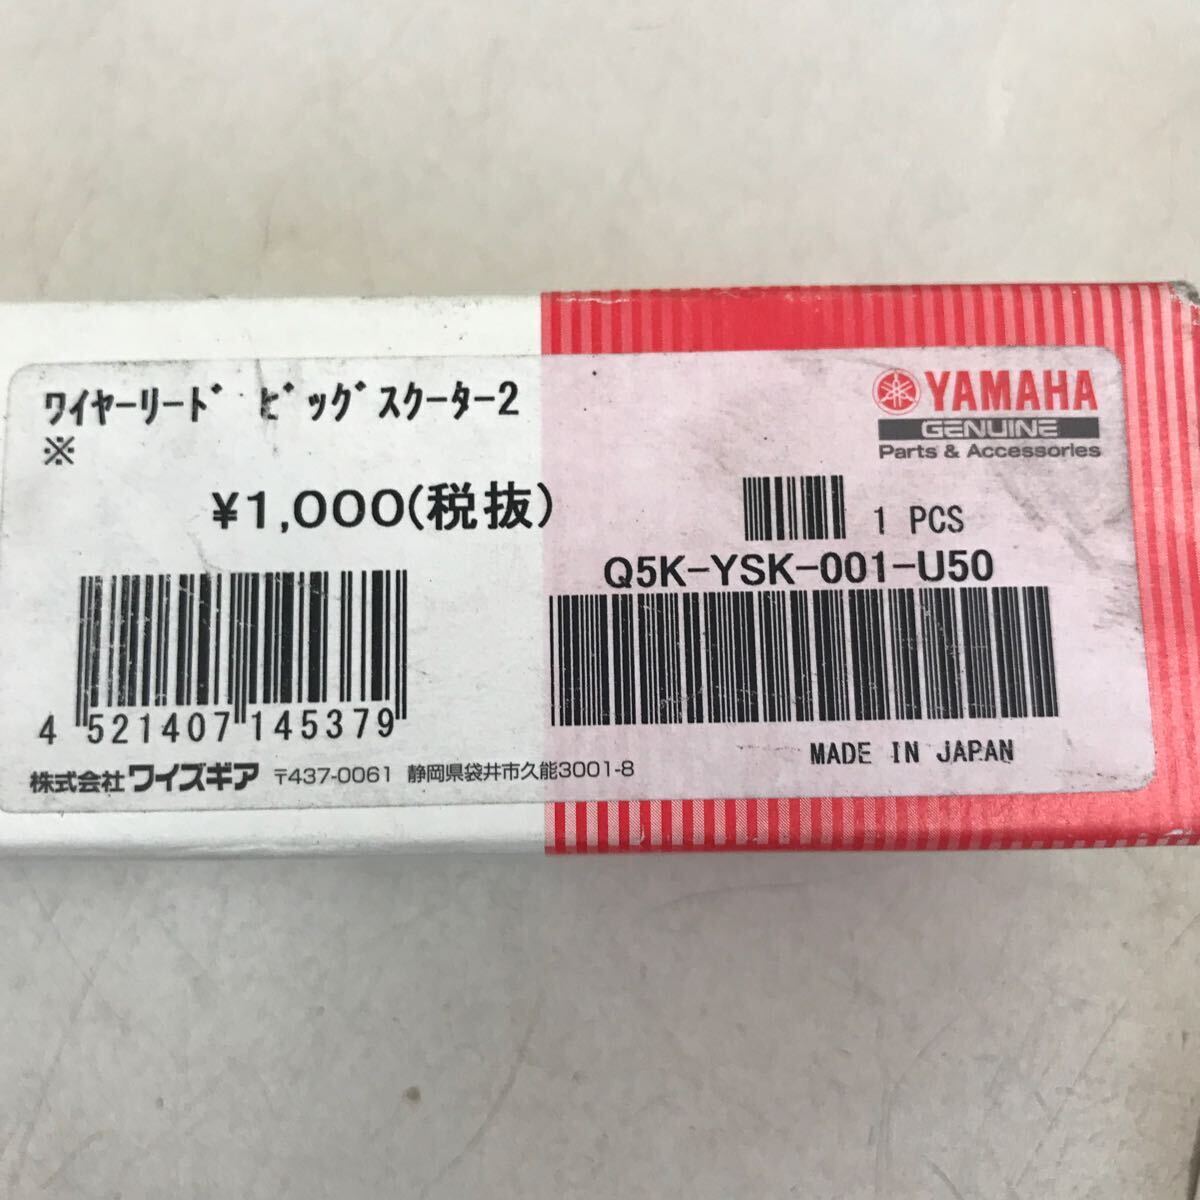 ﾜｲﾔｰﾘｰﾄﾞ ﾋﾞｯｸﾞｽｸｰﾀｰ2
※
¥1,000(税抜)
YAMAHA
GENUINE
Parts & Accessories
1 PCS
Q5K-YSK-001-U50
4 521407 145379
MADE IN JAPAN
株式会社 ワイズギア 〒437-0061 静岡県袋井市久能3001-8